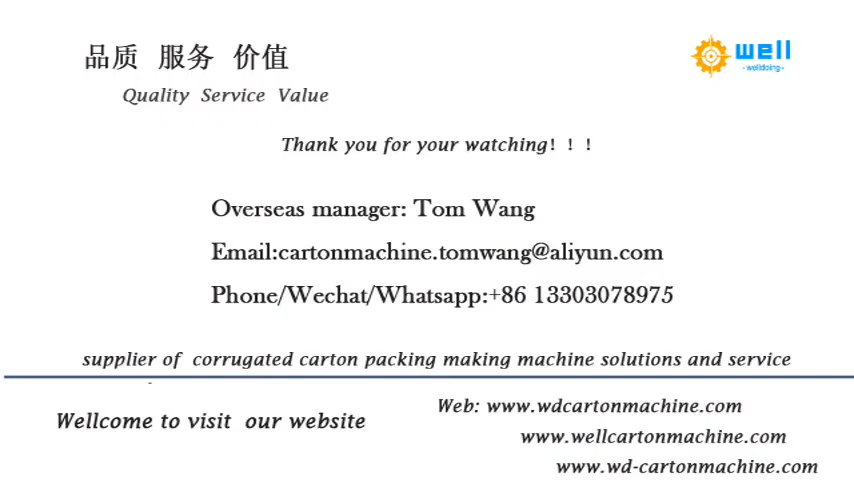 品质 服务 价值
well
-welldoing-
Quality Service Value
Thank you for your watching！！！
Overseas manager: Tom Wang
Email:cartonmachine.tomwang@aliyun.com
Phone/Wechat/Whatsapp:+86 13303078975
supplier of corrugated carton packing making machine solutions and service
Wellcome to visit our website
Web: www.wdcartonmachine.com
www.wellcartonmachine.com
www.wd-cartonmachine.com